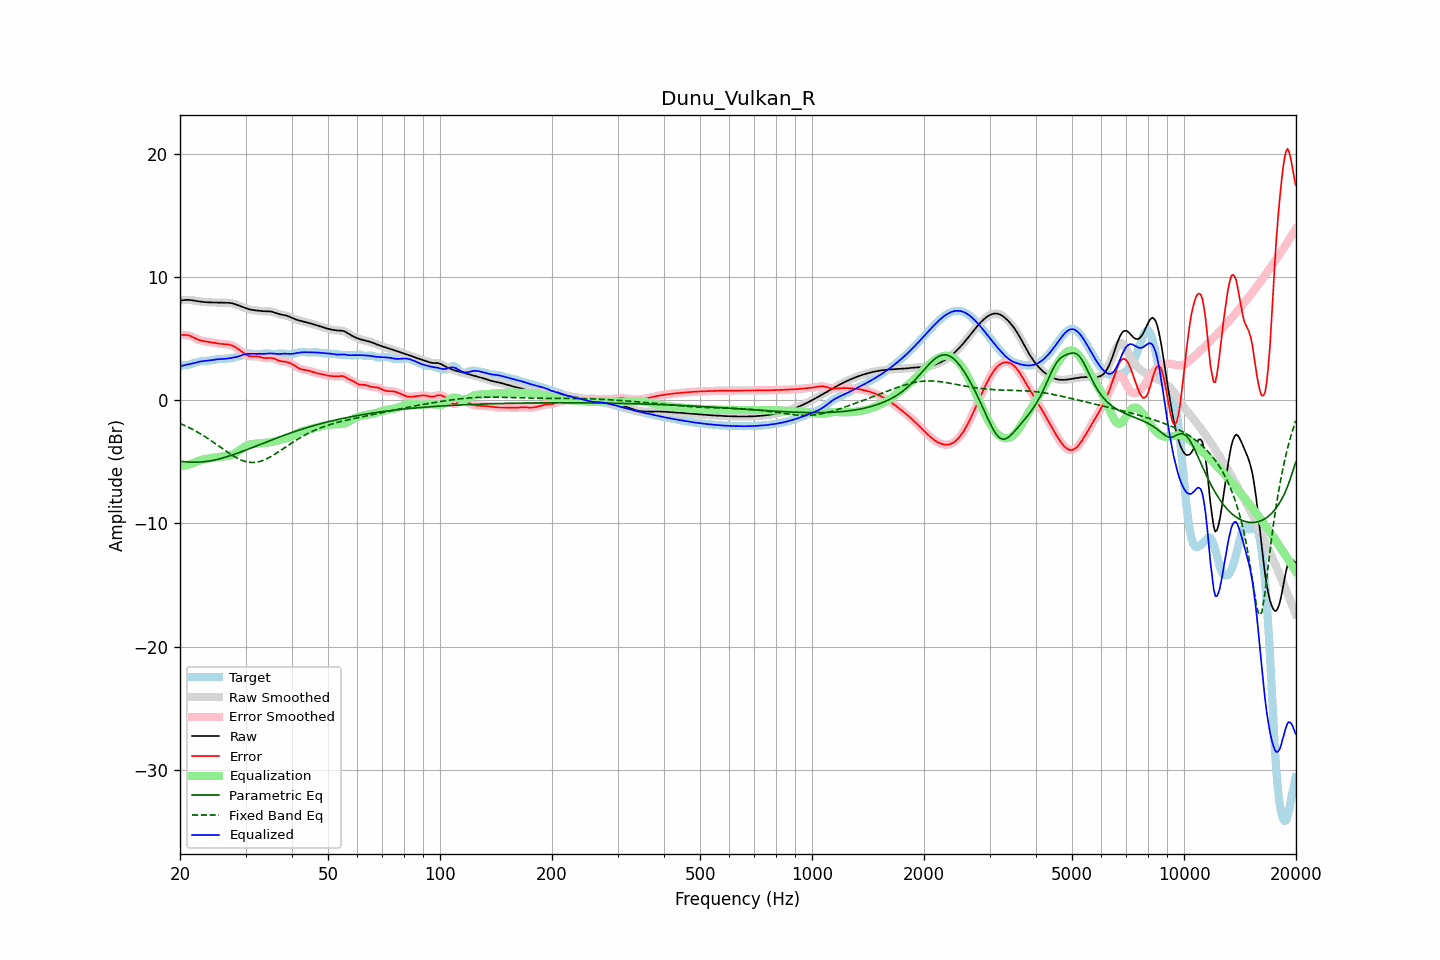 Dunu_Vulkan_R
Amplitude (dBr)
20
10
0
−10
−20
−30
Target
Raw Smoothed
Error Smoothed
Raw
Error
Equalization
Parametric Eq
Fixed Band Eq
Equalized
20 50 100 200 500 1000 2000 5000 10000 20000
Frequency (Hz)